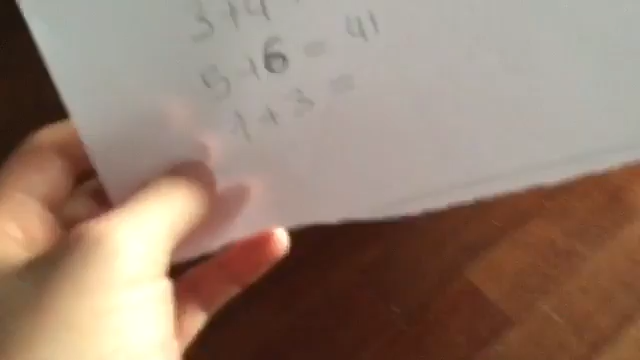 3+4
5+6 = 41
1+3 =